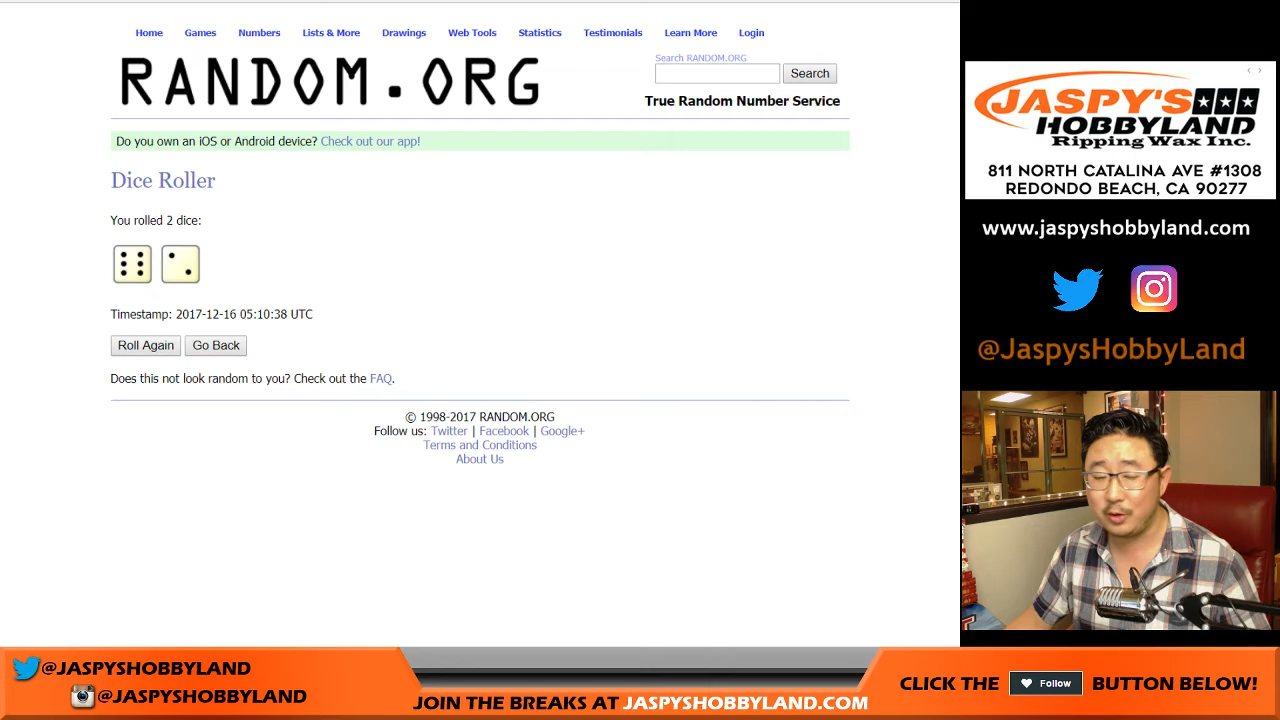 Home Games Numbers Lists & More Drawings Web Tools Statistics Testimonials Learn More Login
RANDOM.ORG
Search RANDOM.ORG
Search
True Random Number Service
Do you own an iOS or Android device? Check out our app!
Dice Roller
You rolled 2 dice:
Timestamp: 2017-12-16 05:10:38 UTC
Roll Again Go Back
Does this not look random to you? Check out the FAQ.
© 1998-2017 RANDOM.ORG
Follow us: Twitter | Facebook | Google+
Terms and Conditions
About Us
JASPY'S
HOBBYLAND
Ripping Wax Inc.
811 NORTH CATALINA AVE #1308
REDONDO BEACH, CA 90277
www.jaspyshobbyland.com
@JaspysHobbyLand
@JASPYSHOBBYLAND
@JASPYSHOBBYLAND
JOIN THE BREAKS AT JASPYSHOBBYLAND.COM
CLICK THE Follow BUTTON BELOW!